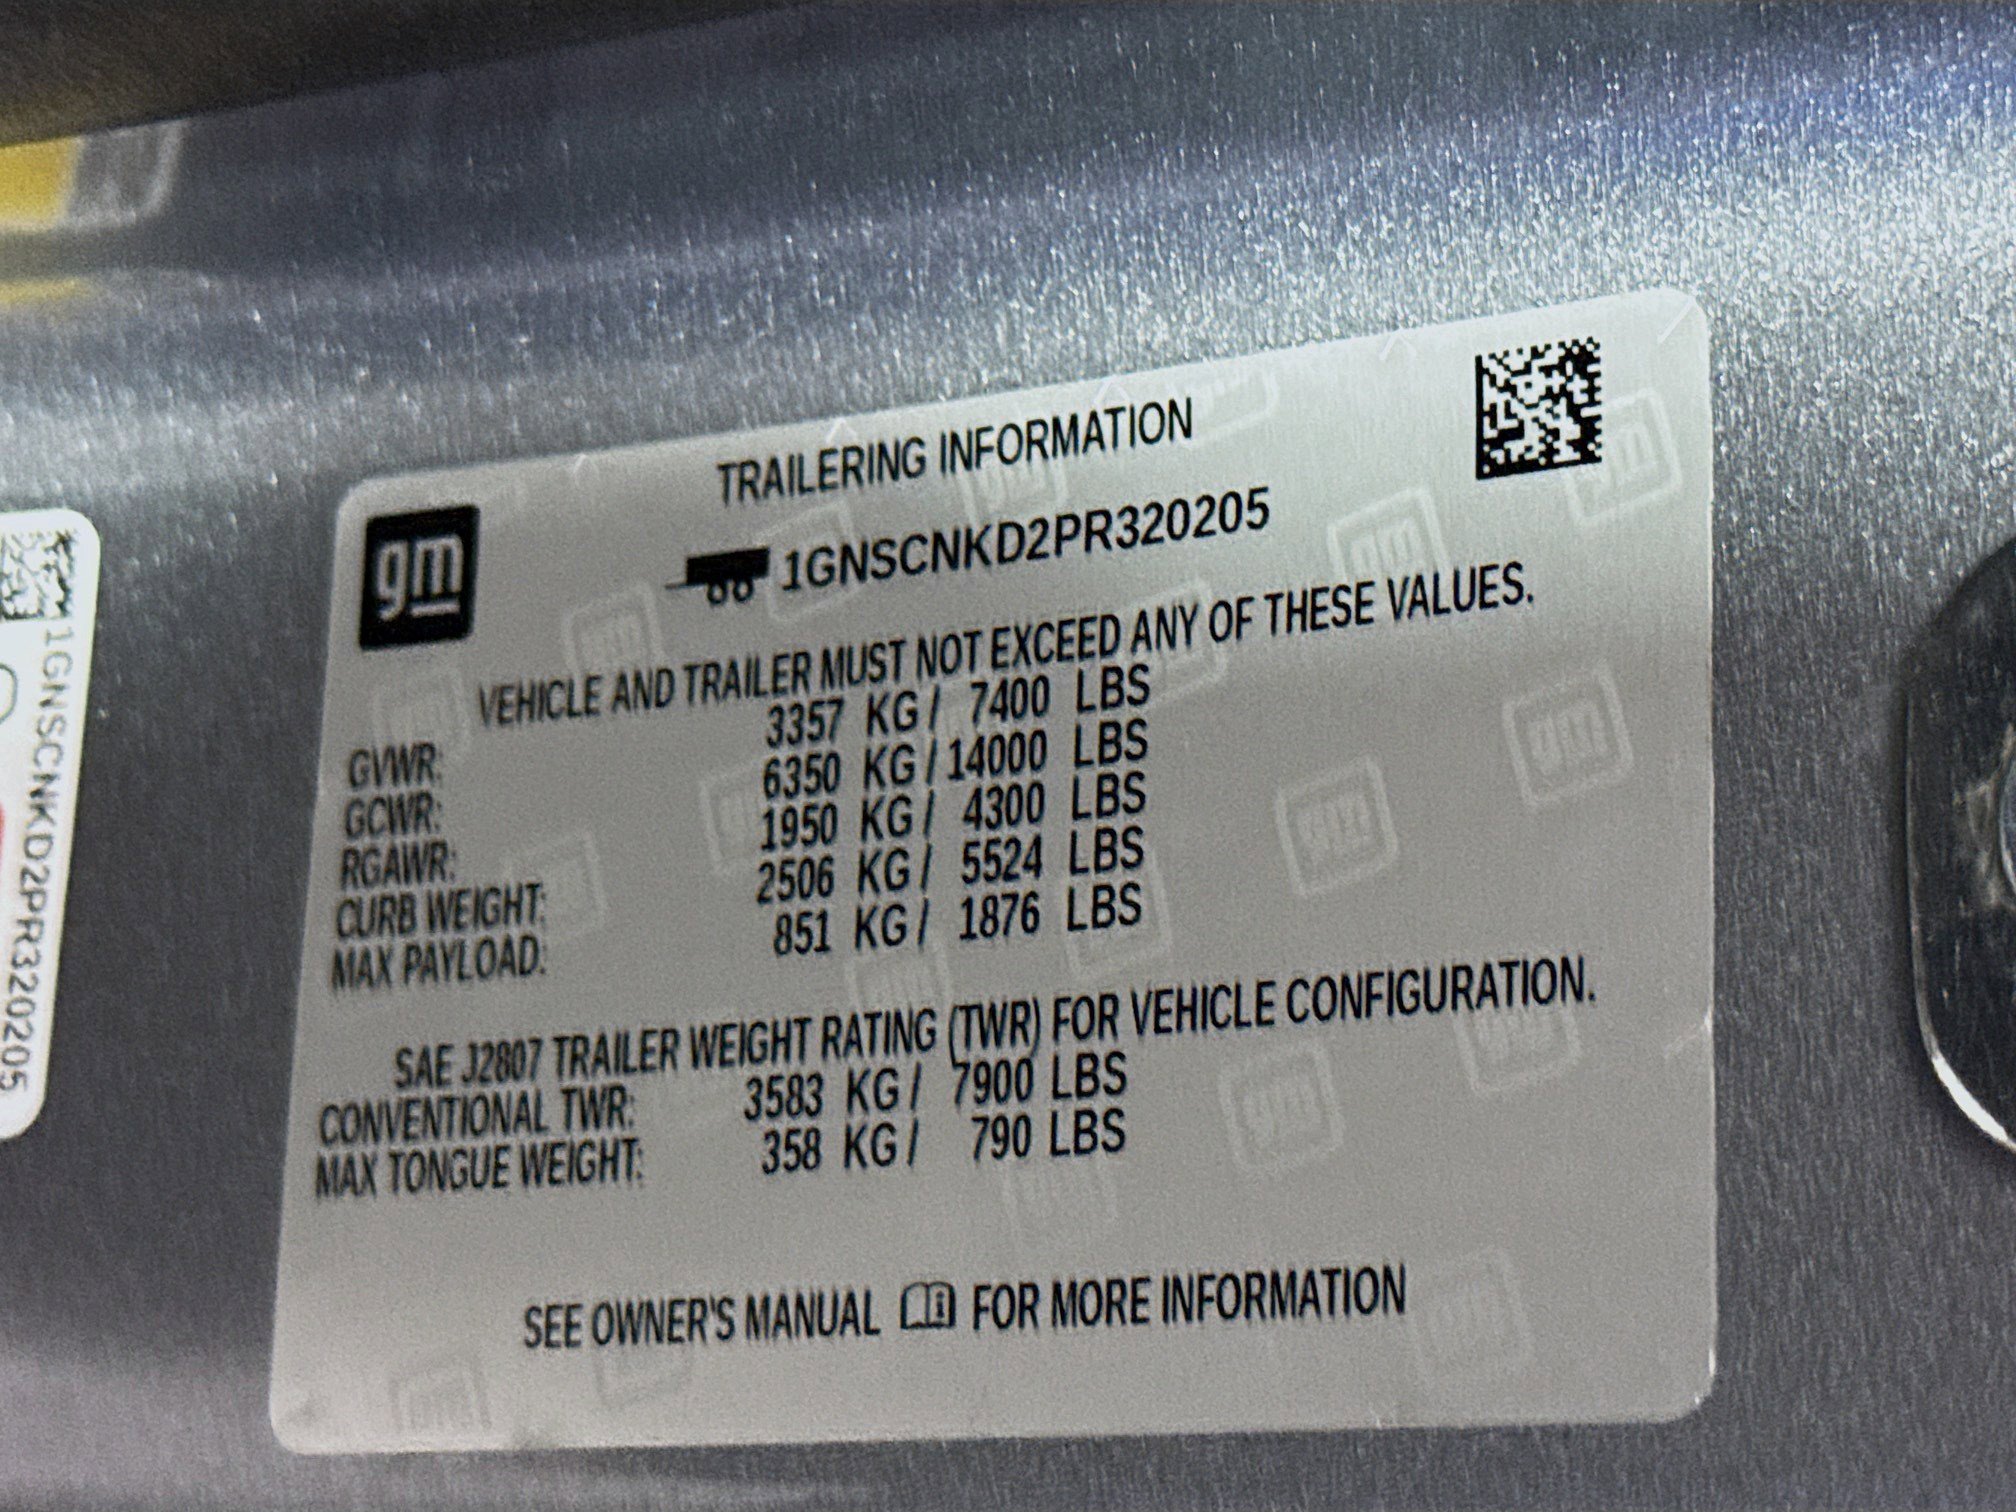 gm
TRAILERING INFORMATION
1GNSCNKD2PR320205
VEHICLE AND TRAILER MUST NOT EXCEED ANY OF THESE VALUES.
GVWR: 3357 KG / 7400 LBS
GCWR: 6350 KG / 14000 LBS
RGAWR: 1950 KG / 4300 LBS
CURB WEIGHT: 2506 KG / 5524 LBS
MAX PAYLOAD: 851 KG / 1876 LBS
SAE J2807 TRAILER WEIGHT RATING (TWR) FOR VEHICLE CONFIGURATION.
CONVENTIONAL TWR: 3583 KG / 7900 LBS
MAX TONGUE WEIGHT: 358 KG / 790 LBS
SEE OWNER'S MANUAL FOR MORE INFORMATION
1GNSCNKD2PR320205